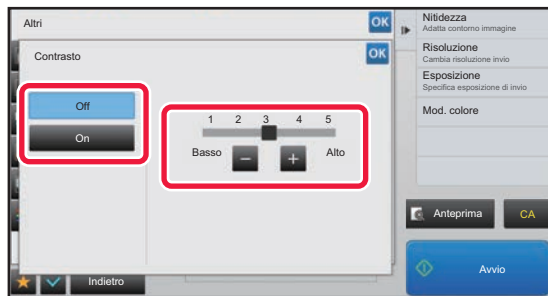 Altri
OK
Contrasto
OK
Off
On
1 2 3 4 5
Basso
−
+
Alto
Indietro
Nitidezza
Adatta contorno immagine
Risoluzione
Cambia risoluzione invio
Esposizione
Specifica esposizione di invio
Mod. colore
Anteprima
CA
Avvio